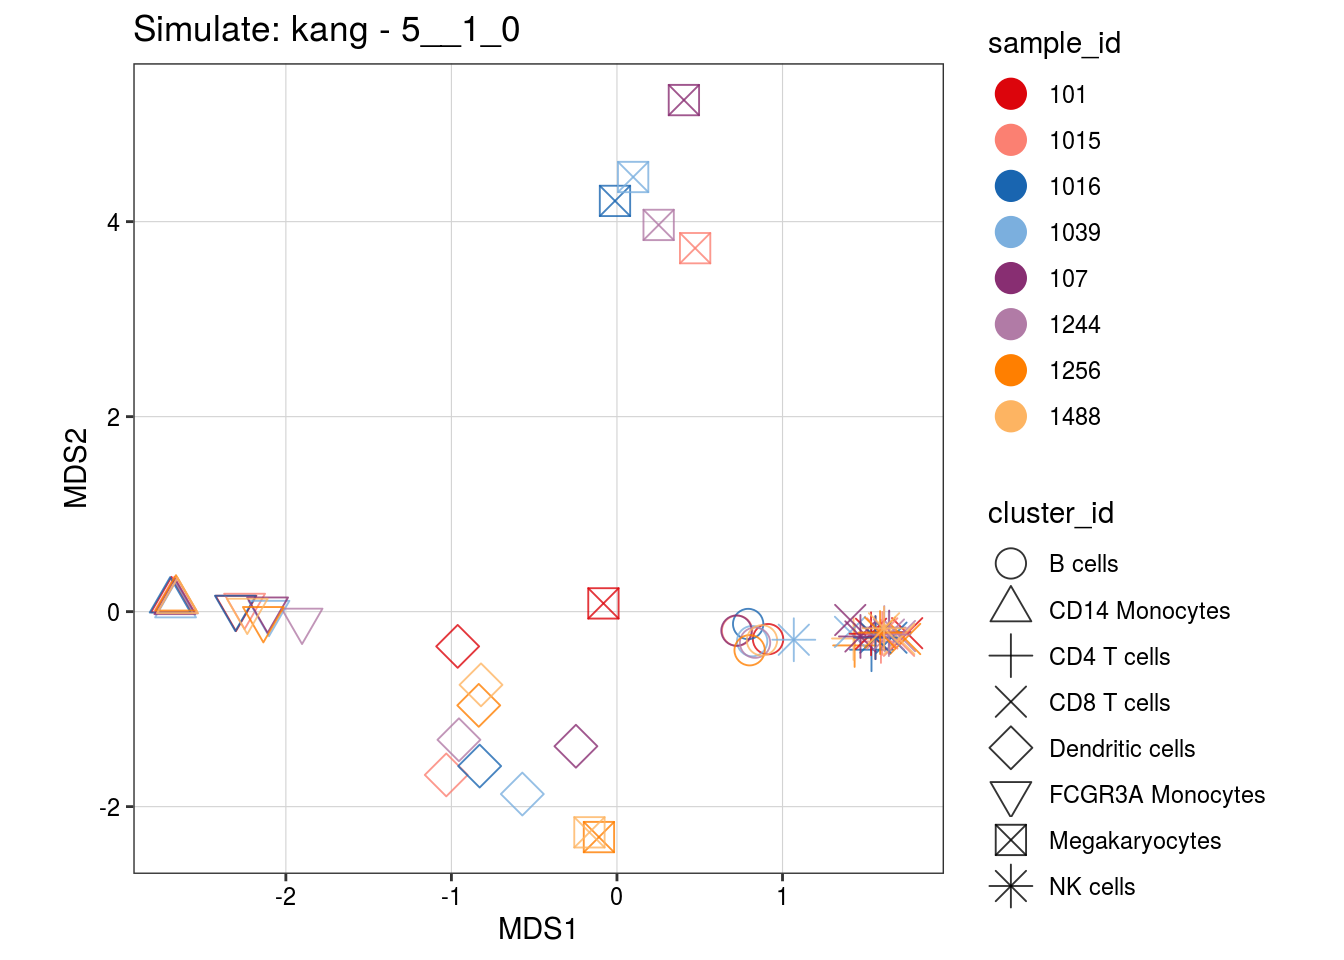 Simulate: kang - 5__1_0
sample_id
101
1015
1016
1039
107
1244
1256
1488
cluster_id
B cells
CD14 Monocytes
CD4 T cells
CD8 T cells
Dendritic cells
FCGR3A Monocytes
Megakaryocytes
NK cells
MDS2
4
2
0
-2
-2
-1
0
1
MDS1